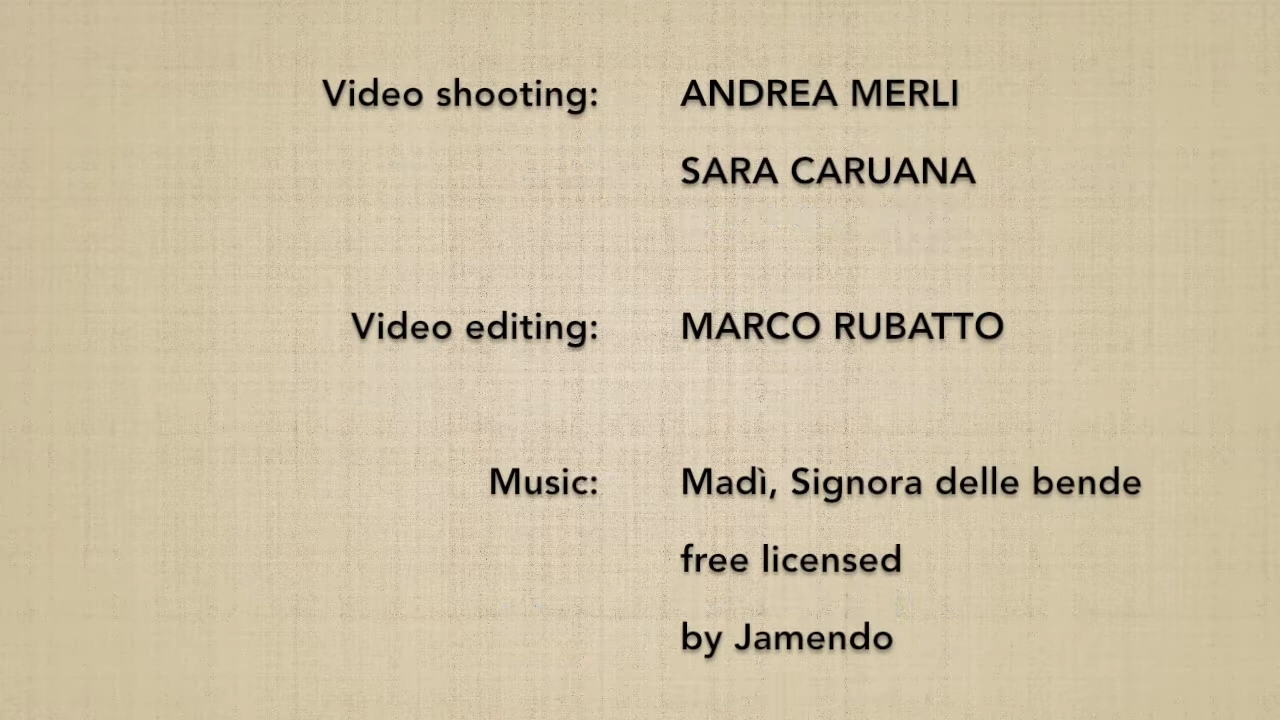 Video shooting: ANDREA MERLI
SARA CARUANA
Video editing: MARCO RUBATTO
Music: Madì, Signora delle bende
free licensed
by Jamendo